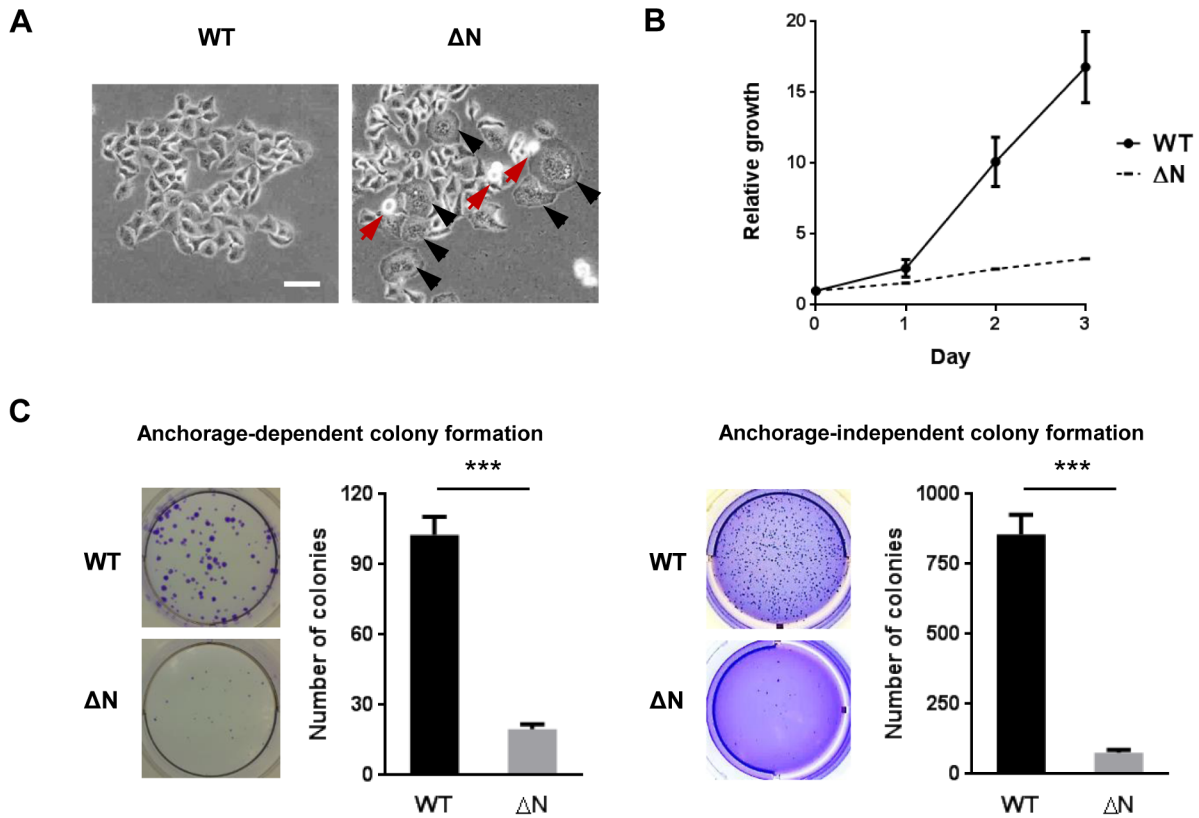 A
WT
ΔN
B
Relative growth
20
15
10
5
0
0
1
2
3
Day
WT
ΔN
C
Anchorage-dependent colony formation
WT
ΔN
Number of colonies
120
90
60
30
0
***
WT
ΔN
Anchorage-independent colony formation
WT
ΔN
Number of colonies
1000
750
500
250
0
***
WT
ΔN